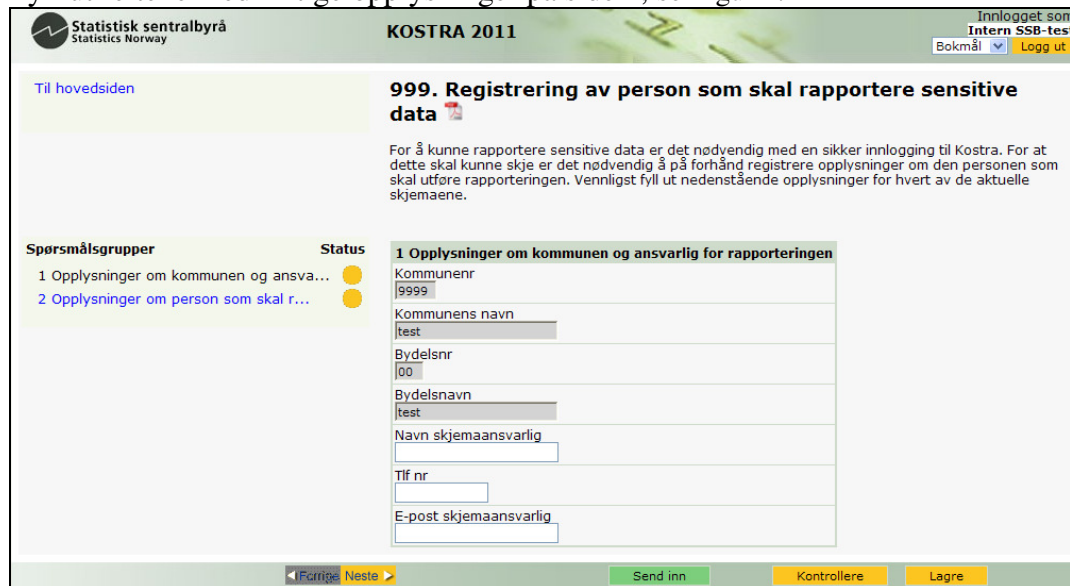 Statistisk sentralbyrå
Statistics Norway
KOSTRA 2011
Innlogget som
Intern SSB-test
Bokmål
Logg ut
Til hovedsiden
999. Registrering av person som skal rapportere sensitive
data
For å kunne rapportere sensitive data er det nødvendig med en sikker innlogging til Kostra. For at
dette skal kunne skje er det nødvendig å på forhånd registrere opplysninger om den personen som
skal utføre rapporteringen. Vennligst fyll ut nedenstående opplysninger for hvert av de aktuelle
skjemaene.
Spørsmålsgrupper Status
1 Opplysninger om kommunen og ansva...
2 Opplysninger om person som skal r...
1 Opplysninger om kommunen og ansvarlig for rapporteringen
Kommunenr
9999
Kommunens navn
test
Bydelsnr
00
Bydelsnavn
test
Navn skjemaansvarlig
Tlf nr
E-post skjemaansvarlig
Forrige Neste
Send inn
Kontrollere
Lagre